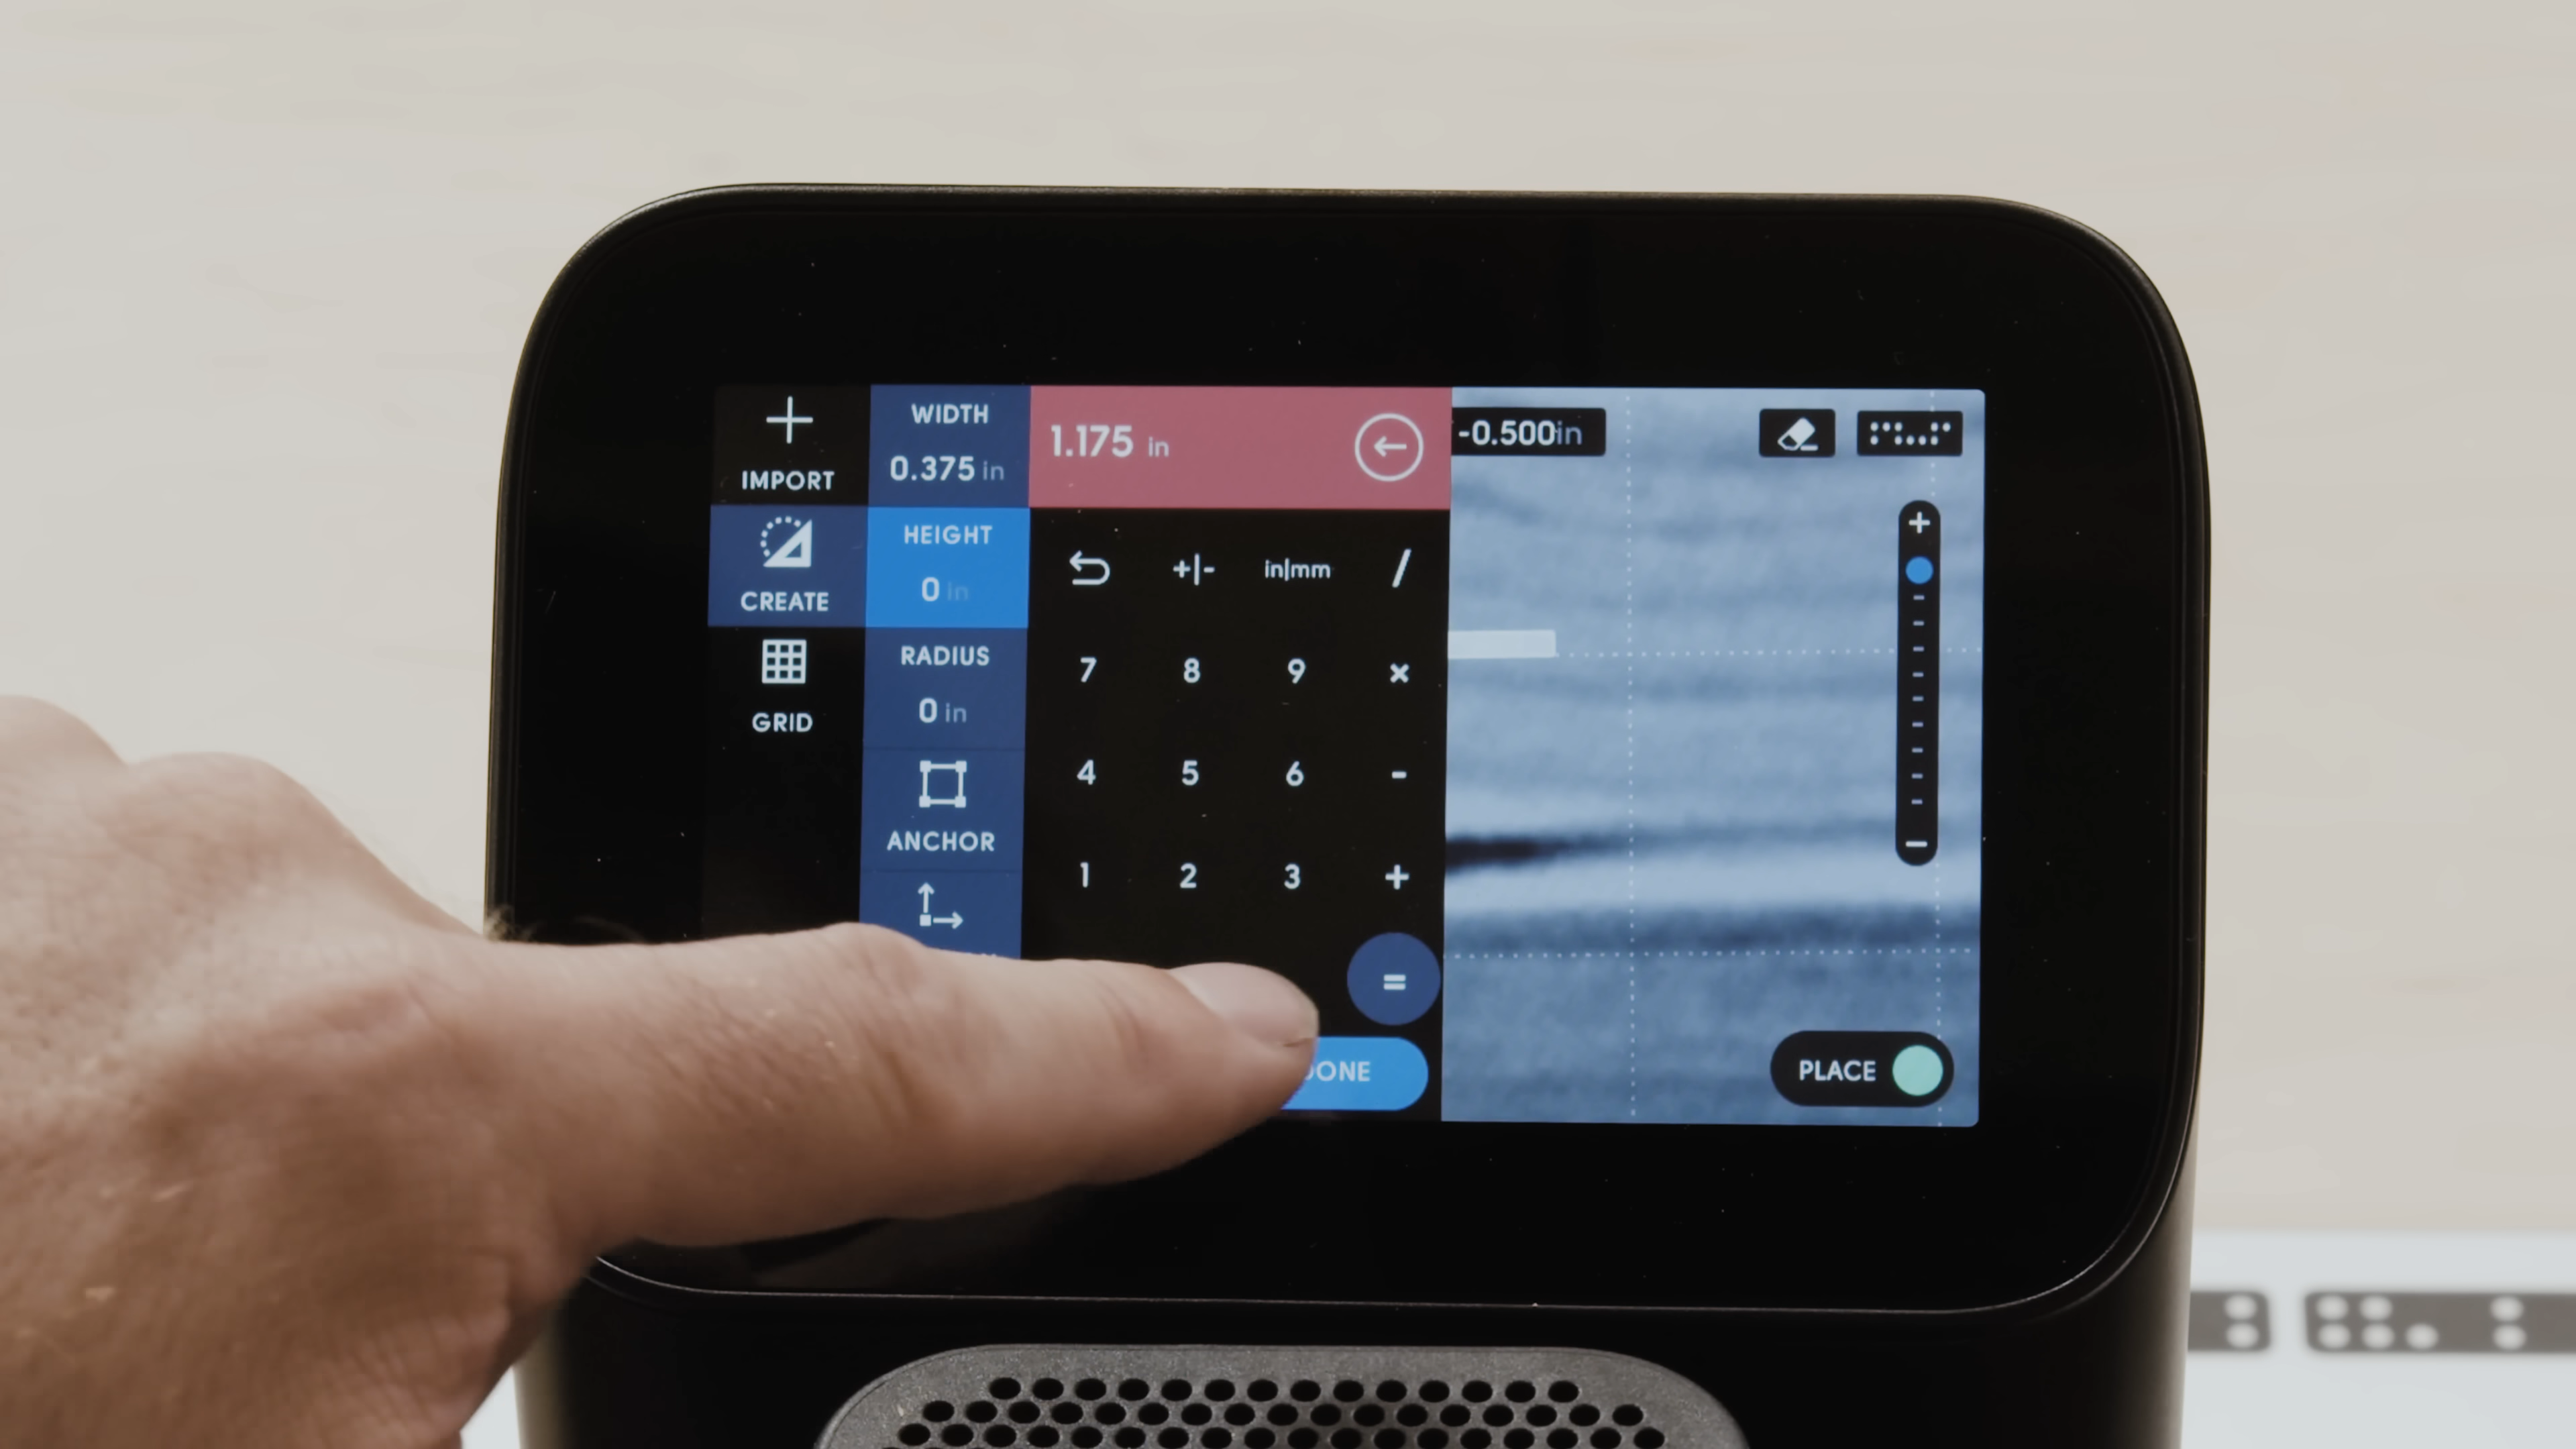 IMPORT
CREATE
GRID
WIDTH
0.375 in
HEIGHT
0 in
RADIUS
0 in
ANCHOR
1.175 in
+|- in|mm /
7 8 9 ×
4 5 6 -
1 2 3 +
=
-0.500in
+
-
PLACE